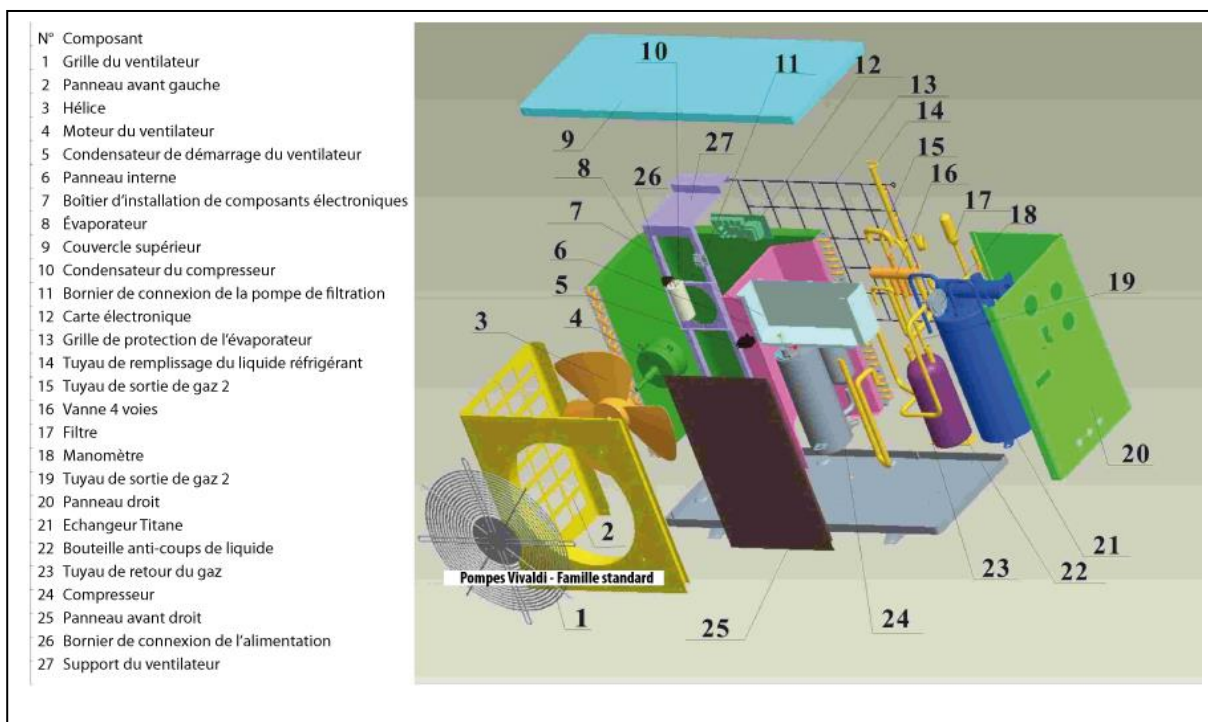 N° Composant
1 Grille du ventilateur
2 Panneau avant gauche
3 Hélice
4 Moteur du ventilateur
5 Condensateur de démarrage du ventilateur
6 Panneau interne
7 Boîtier d'installation de composants électroniques
8 Évaporateur
9 Couvercle supérieur
10 Condensateur du compresseur
11 Bornier de connexion de la pompe de filtration
12 Carte électronique
13 Grille de protection de l'évaporateur
14 Tuyau de remplissage du liquide réfrigérant
15 Tuyau de sortie de gaz 2
16 Vanne 4 voies
17 Filtre
18 Manomètre
19 Tuyau de sortie de gaz 2
20 Panneau droit
21 Echangeur Titane
22 Bouteille anti-coups de liquide
23 Tuyau de retour du gaz
24 Compresseur
25 Panneau avant droit
26 Bornier de connexion de l'alimentation
27 Support du ventilateur
10
11
12
13
14
9
27
15
8
26
16
7
17
18
6
5
19
4
3
20
2
21
Pompes Vivaldi - Famille standard
23
22
1
25
24